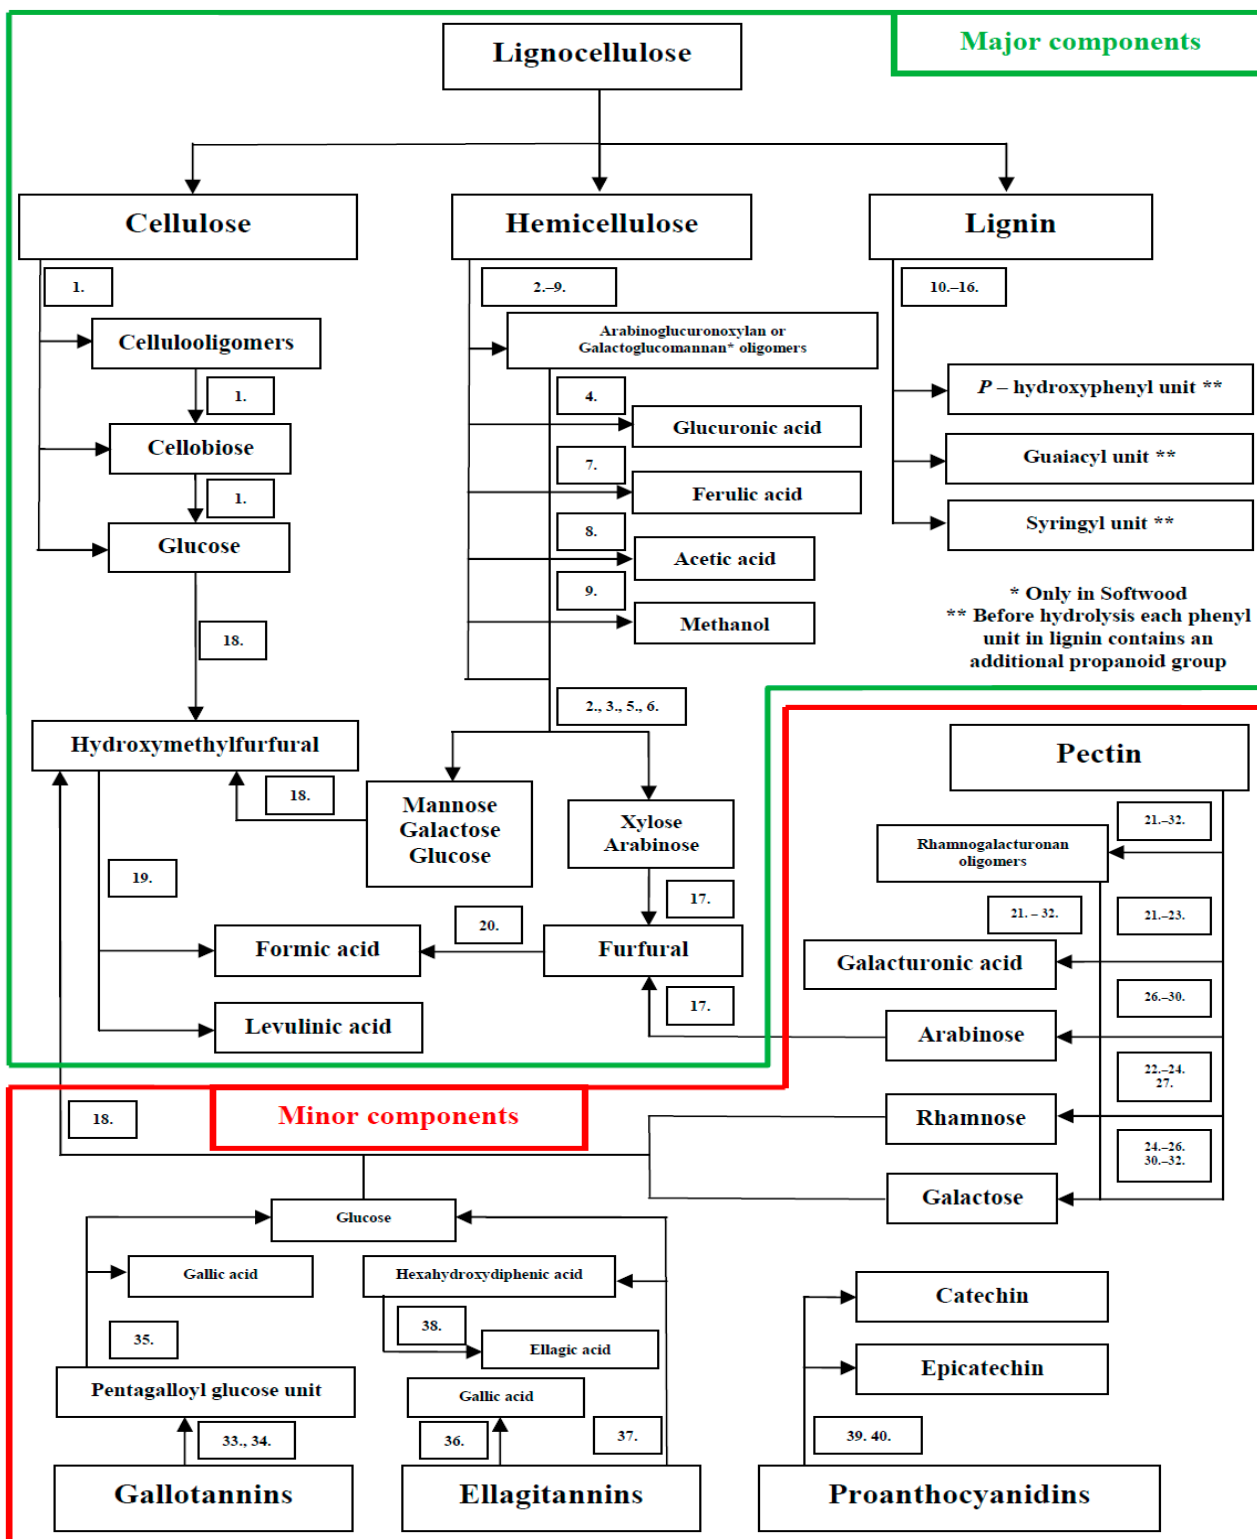 Major components
Lignocellulose
Cellulose
Hemicellulose
Lignin
1.
2.–9.
10.–16.
Cellulooligomers
Arabinoglucuronoxylan or
Galactoglucomannan* oligomers
1.
4.
P – hydroxyphenyl unit **
Cellobiose
Glucuronic acid
Guaiacyl unit **
1.
7.
Ferulic acid
Glucose
8.
Syringyl unit **
Acetic acid
9.
Methanol
* Only in Softwood
** Before hydrolysis each phenyl
unit in lignin contains an
additional propanoid group
18.
2., 3., 5., 6.
Hydroxymethylfurfural
18.
Mannose
Galactose
Glucose
Xylose
Arabinose
19.
17.
20.
Formic acid
Furfural
17.
Levulinic acid
Pectin
21.–32.
Rhamnogalacturonan
oligomers
21. – 32.
21.–23.
Galacturonic acid
26.–30.
Arabinose
22.–24.
27.
Rhamnose
24.–26.
30.–32.
Galactose
Minor components
18.
Glucose
Gallic acid
Hexahydroxydiphenic acid
Catechin
35.
38.
Ellagic acid
Epicatechin
Pentagalloyl glucose unit
Gallic acid
33., 34.
36.
37.
39. 40.
Gallotannins
Ellagitannins
Proanthocyanidins